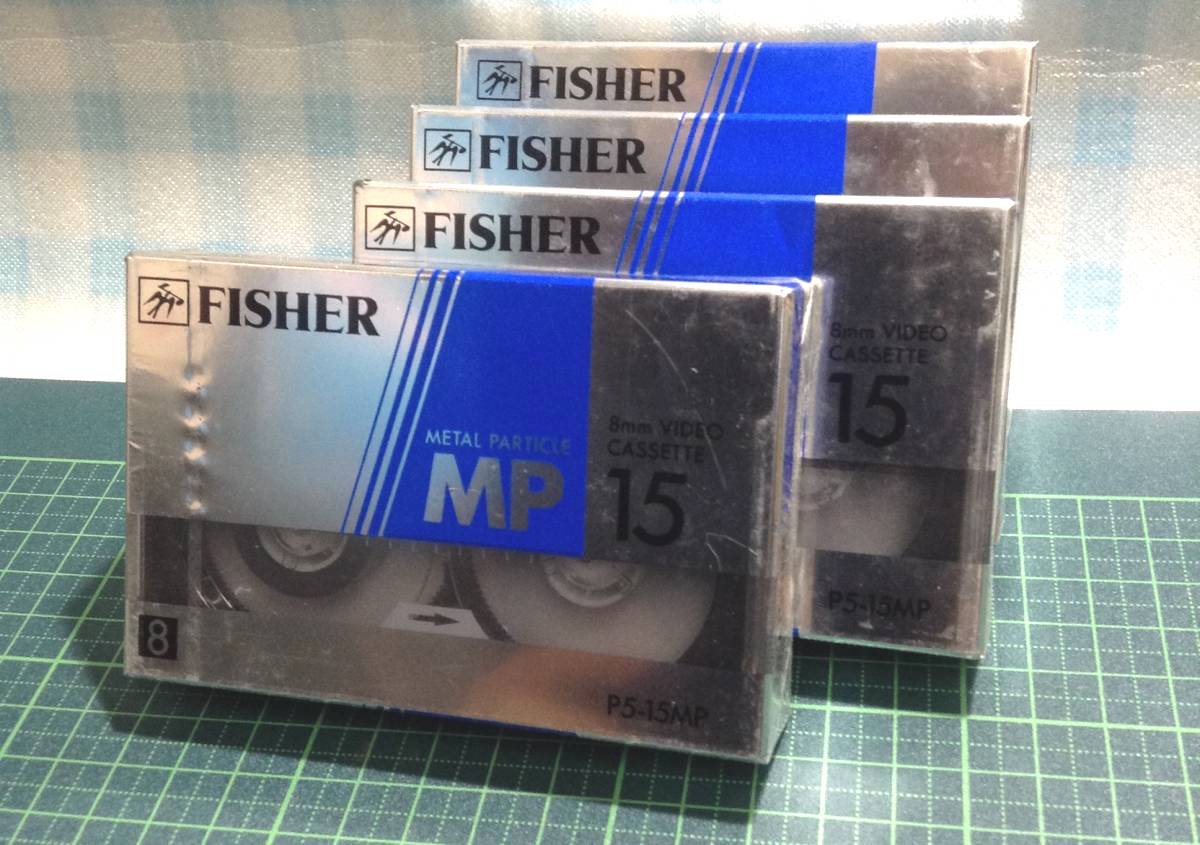 FISHER
FISHER
FISHER
8mm VIDEO
CASSETTE
15
P5-15MP
FISHER
METAL PARTICLE
MP
8mm VIDEO
CASSETTE
15
8
P5-15MP